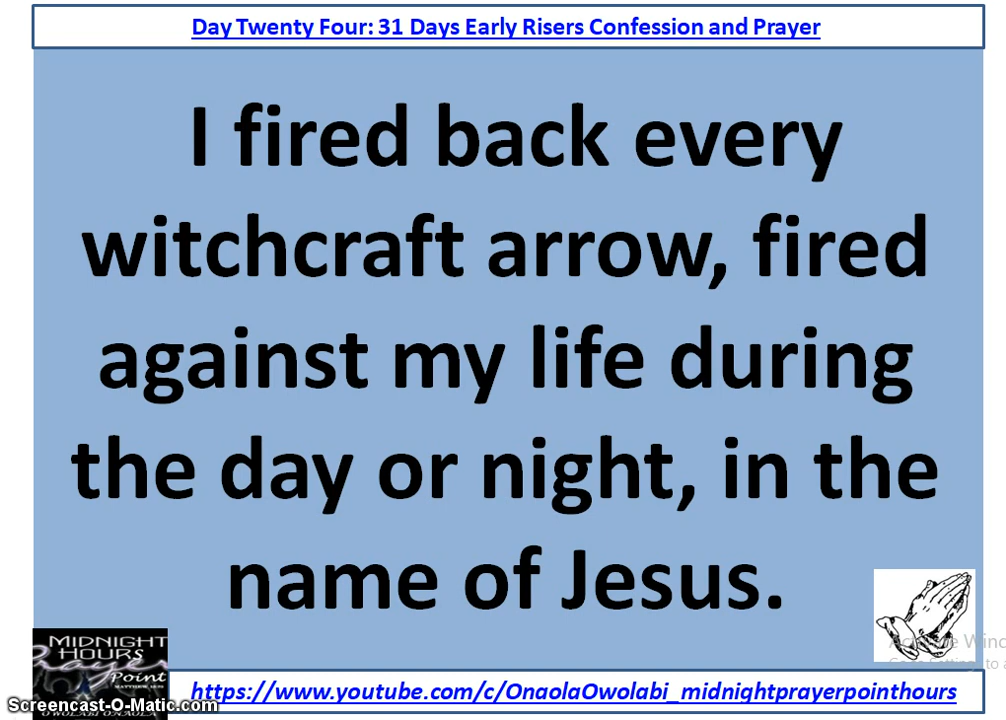 Day Twenty Four: 31 Days Early Risers Confession and Prayer
I fired back every
witchcraft arrow, fired
against my life during
the day or night, in the
name of Jesus.
MIDNIGHT
HOURS
Prayer
Point
https://www.youtube.com/c/OnaolaOwolabi_midnightprayerpointhours
Screencast-O-Matic.com